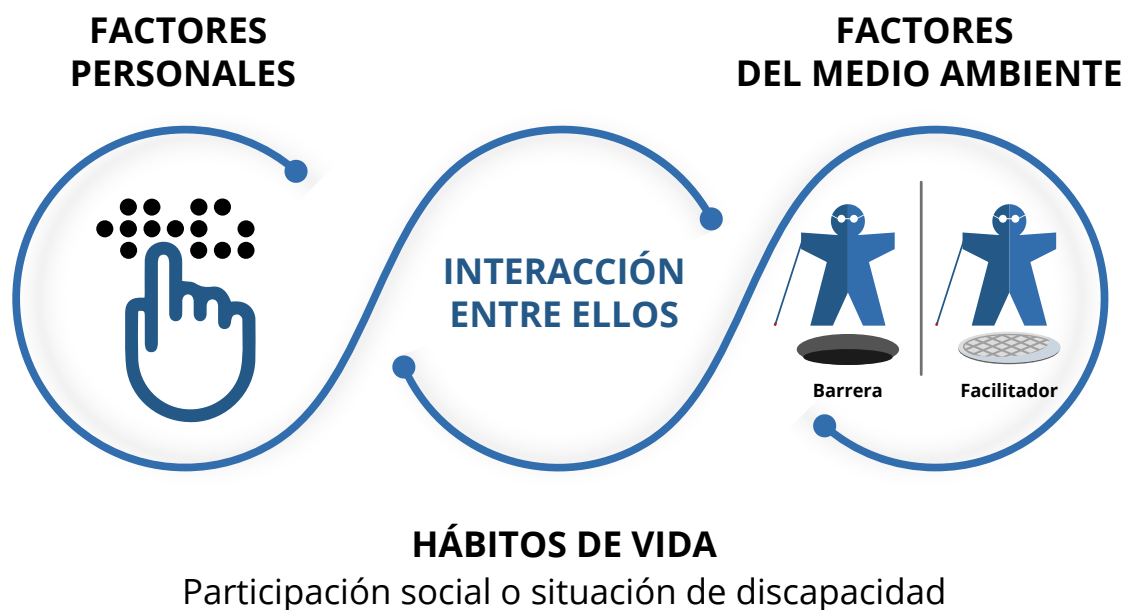 FACTORES
PERSONALES
FACTORES
DEL MEDIO AMBIENTE
INTERACCIÓN
ENTRE ELLOS
Barrera
Facilitador
HÁBITOS DE VIDA
Participación social o situación de discapacidad